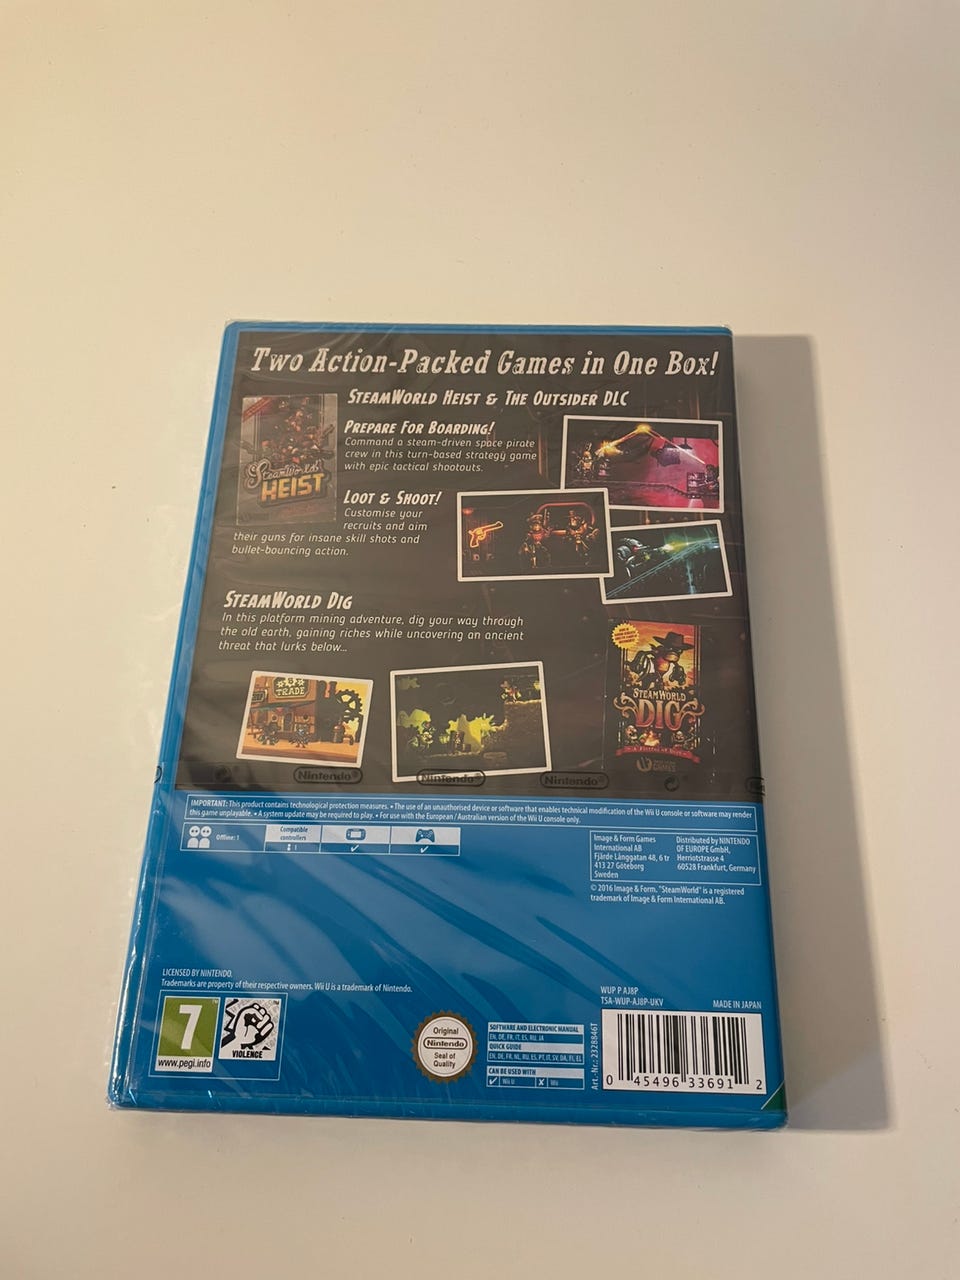 Two Action-Packed Games in One Box!
SteamWorld Heist & The Outsider DLC
Prepare For Boarding!
Command a steam-driven space pirate
crew in this turn-based strategy game
with epic tactical shootouts.
SteamWorld
HEIST
Loot & Shoot!
Customise your
recruits and aim
their guns for insane skill shots and
bullet-bouncing action.
SteamWorld Dig
In this platform mining adventure, dig your way through
the old earth, gaining riches while uncovering an ancient
threat that lurks below...
TRADE
SteamWorld
DIG
A Fistful of Dirt
Nintendo®
Nintendo®
Nintendo®
IMPORTANT: This product contains technological protection measures. • The use of an unauthorised device or software that enables technical modification of the Wii U console or software may render
this game unplayable. • A system update may be required to play. • For use with the European / Australian version of the Wii U console only.
Offline: 1
Compatible
controllers
1
Image & Form Games
International AB
Fjärde Långgatan 48, 6 tr
413 27 Göteborg
Sweden
Distributed by NINTENDO
OF EUROPE GmbH,
Herriotstrasse 4
60528 Frankfurt, Germany
© 2016 Image & Form. "SteamWorld" is a registered
trademark of Image & Form International AB.
LICENSED BY NINTENDO.
Trademarks are property of their respective owners. Wii U is a trademark of Nintendo.
WUP P AJ8P
TSA-WUP-AJ8P-UKV
MADE IN JAPAN
7
www.pegi.info
VIOLENCE
Original
Nintendo
Seal of
Quality
SOFTWARE AND ELECTRONIC MANUAL
EN, DE, FR, IT, ES, RU, JA
QUICK GUIDE
EN, DE, FR, NL, RU, ES, PT, IT, SV, DA, FI, EL
CAN BE USED WITH
Wii U
Wii
Art.-Nr.: 2328846T
0 45496 33691 2